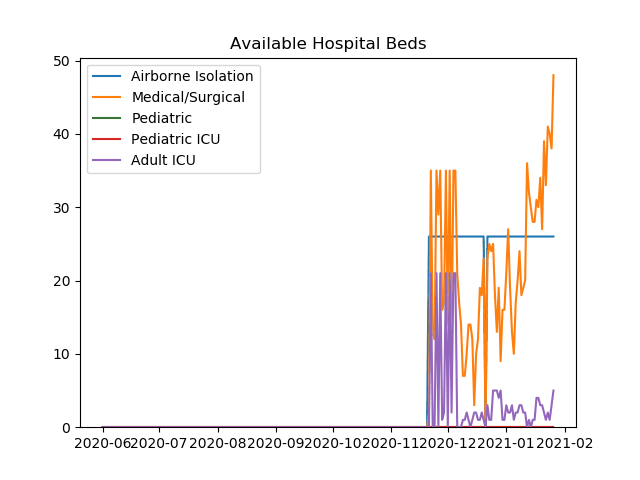 Available Hospital Beds
50
40
30
20
10
0
Airborne Isolation
Medical/Surgical
Pediatric
Pediatric ICU
Adult ICU
2020-06 2020-07 2020-08 2020-09 2020-10 2020-11 2020-12 2021-01 2021-02